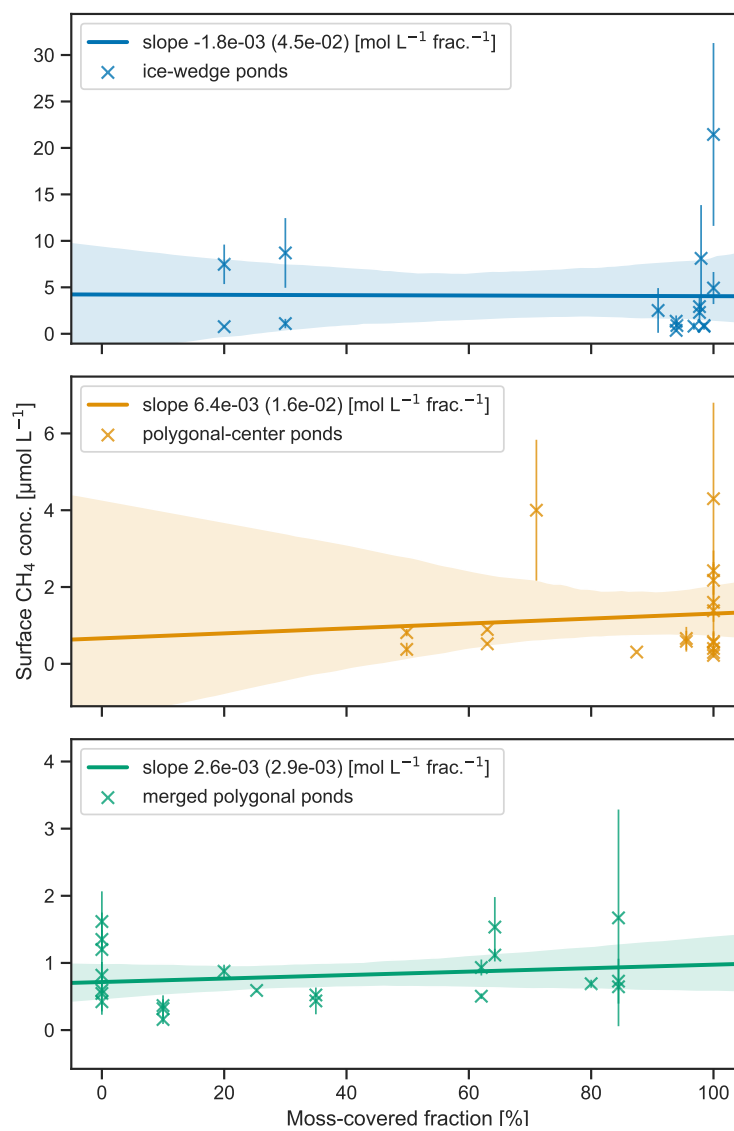 slope -1.8e-03 (4.5e-02) [mol L⁻¹ frac.⁻¹]
ice-wedge ponds
30
25
20
15
10
5
0
slope 6.4e-03 (1.6e-02) [mol L⁻¹ frac.⁻¹]
polygonal-center ponds
6
4
2
0
Surface CH₄ conc. [µmol L⁻¹]
slope 2.6e-03 (2.9e-03) [mol L⁻¹ frac.⁻¹]
merged polygonal ponds
4
3
2
1
0
0 20 40 60 80 100
Moss-covered fraction [%]